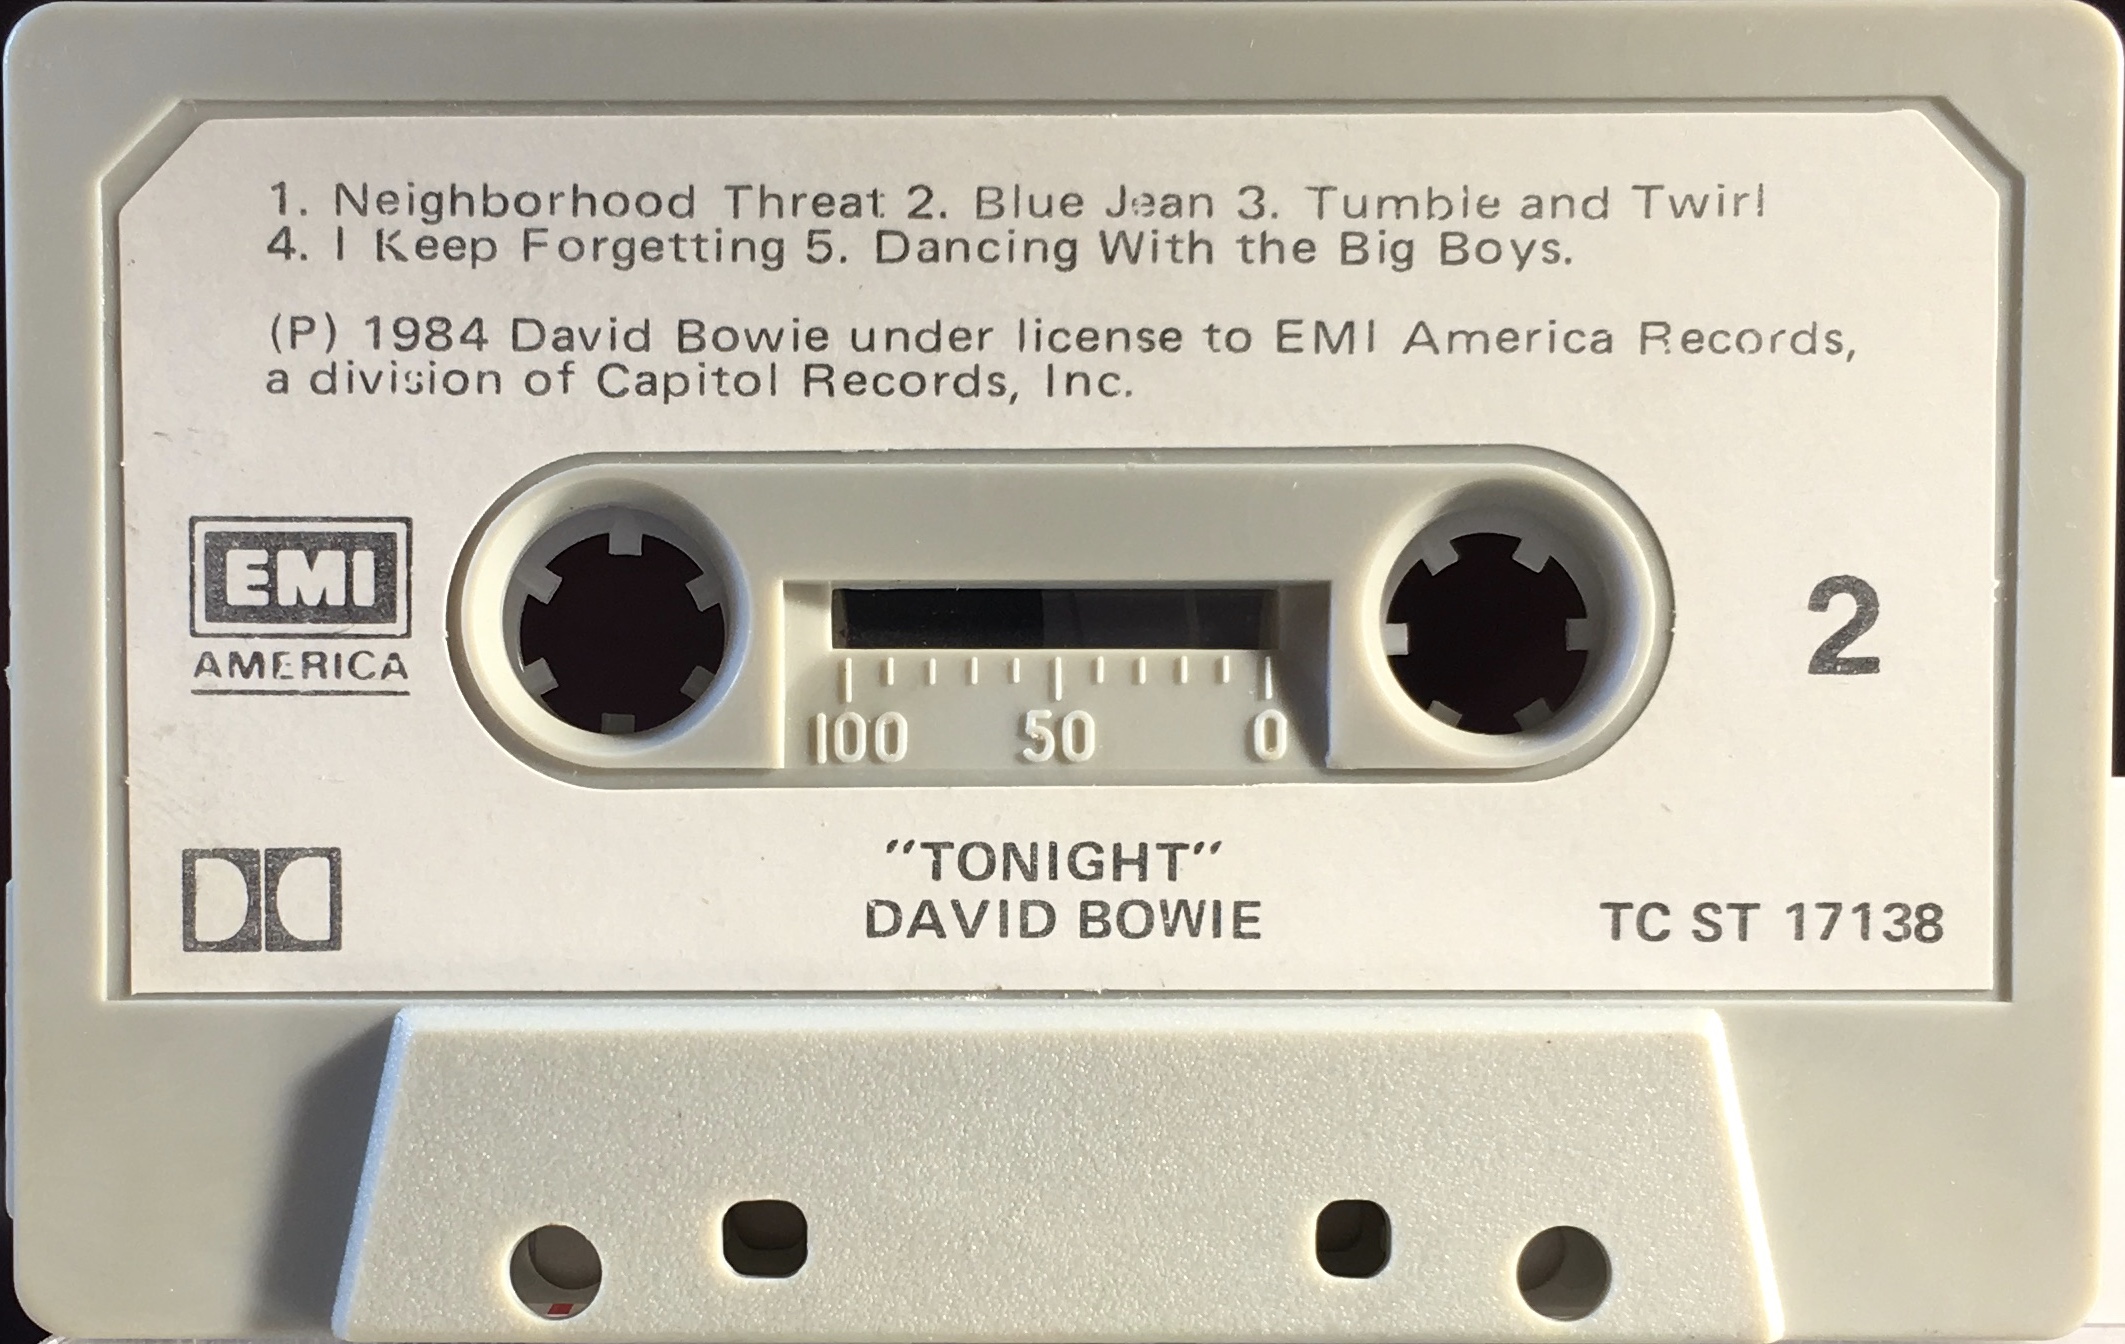 1. Neighborhood Threat 2. Blue Jean 3. Tumble and Twirl
4. I Keep Forgetting 5. Dancing With the Big Boys.
(P) 1984 David Bowie under license to EMI America Records,
a division of Capitol Records, Inc.
EMI
AMERICA
2
100 50 0
"TONIGHT"
DAVID BOWIE
TC ST 17138